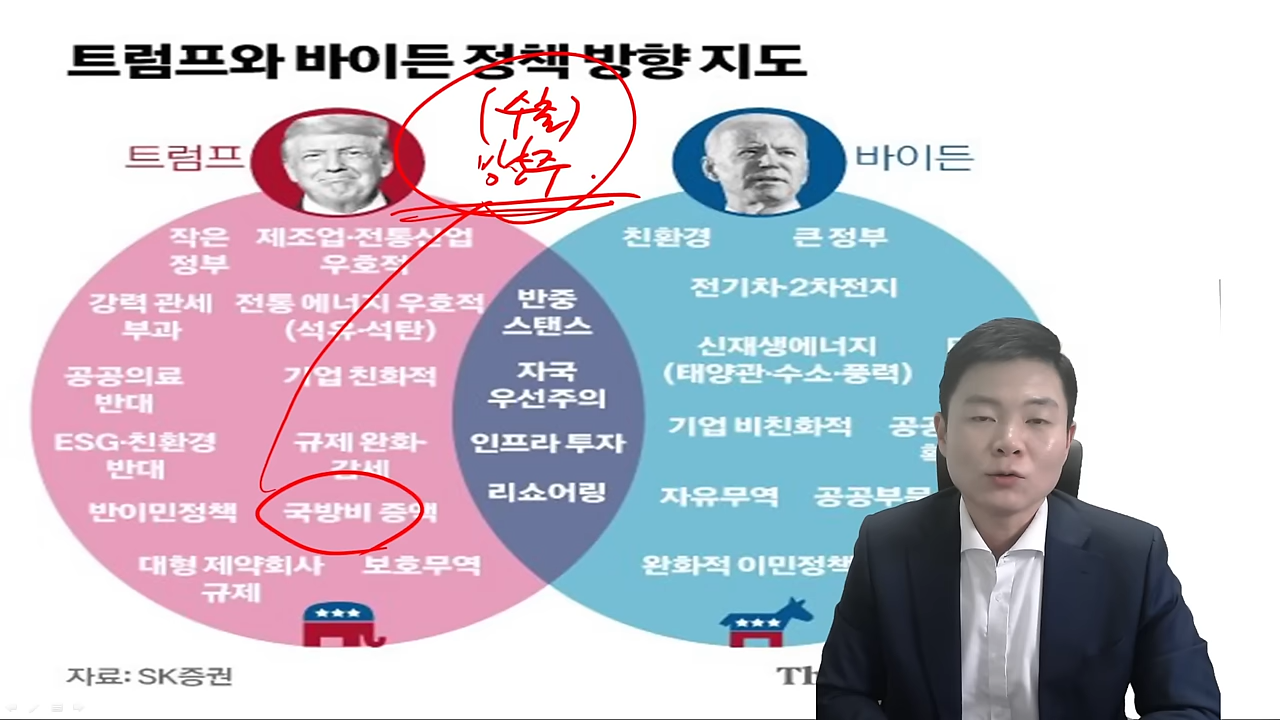 트럼프와 바이든 정책 방향 지도
(수출)
방산주.
트럼프
바이든
작은
정부
제조업·전통산업
우호적
강력 관세
부과
전통 에너지 우호적
(석유·석탄)
공공의료
반대
기업 친화적
ESG·친환경
반대
규제 완화·
감세
반이민정책
국방비 증액
대형 제약회사
규제
보호무역
반중
스탠스
자국
우선주의
인프라 투자
리쇼어링
친환경
큰 정부
전기차·2차전지
신재생에너지
(태양관·수소·풍력)
기업 비친화적
자유무역
완화적 이민정책
자료: SK증권